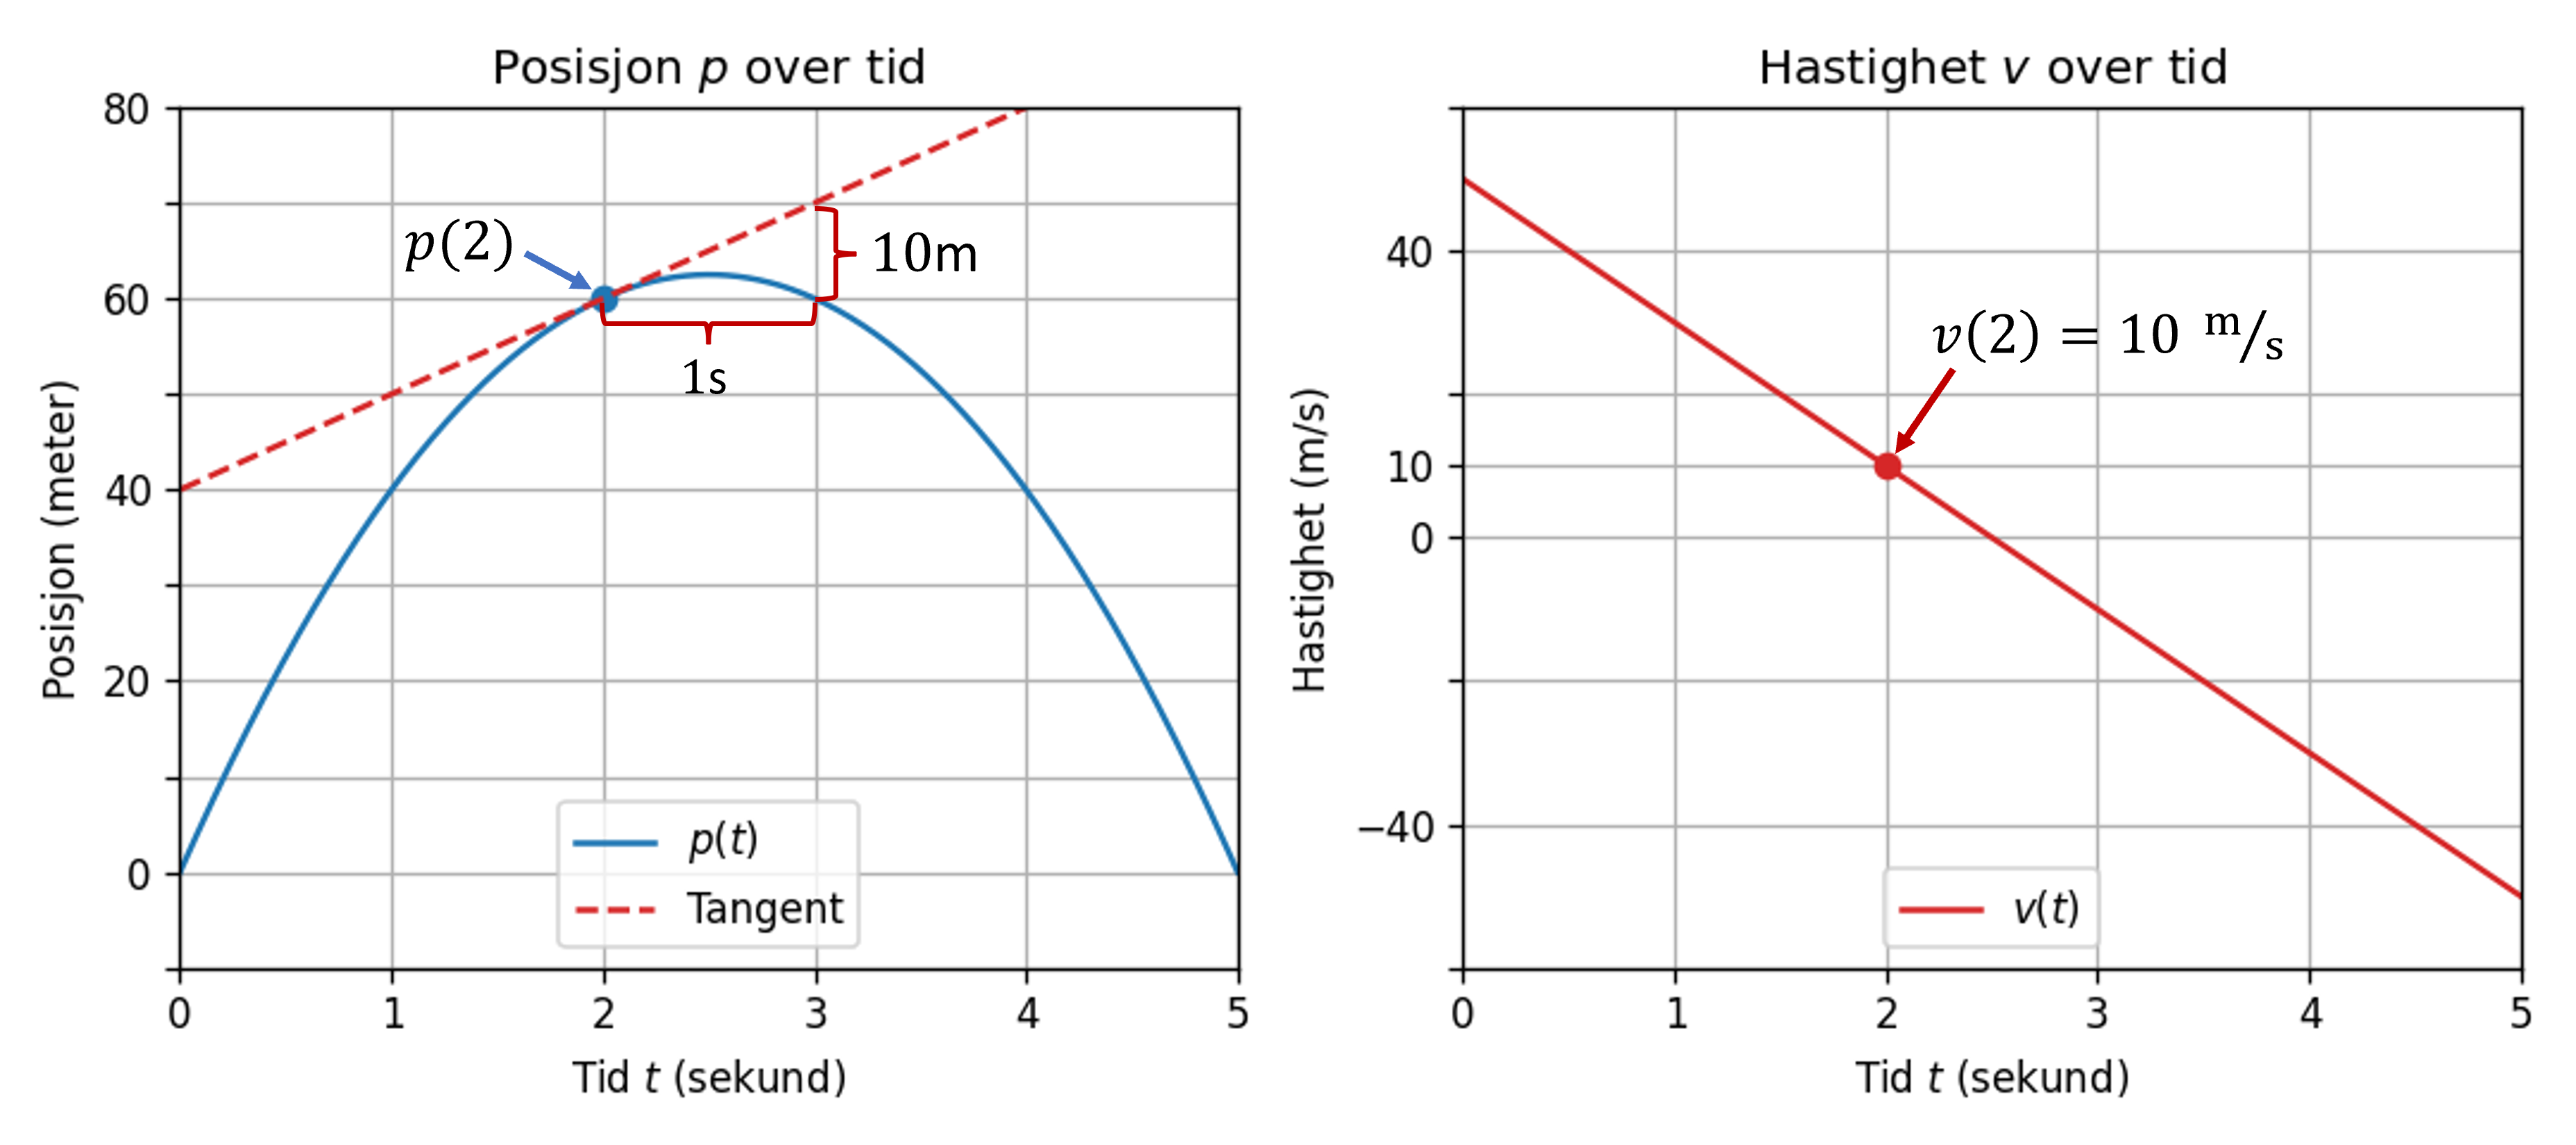 Posisjon p over tid
80
60
40
20
0
Posisjon (meter)
p(2)
10m
1s
p(t)
Tangent
0 1 2 3 4 5
Tid t (sekund)
Hastighet v over tid
40
10
0
−40
Hastighet (m/s)
v(2) = 10 m/s
v(t)
0 1 2 3 4 5
Tid t (sekund)